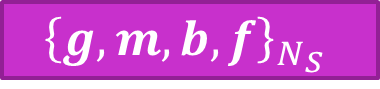 {g, m, b, f}_{N_S}